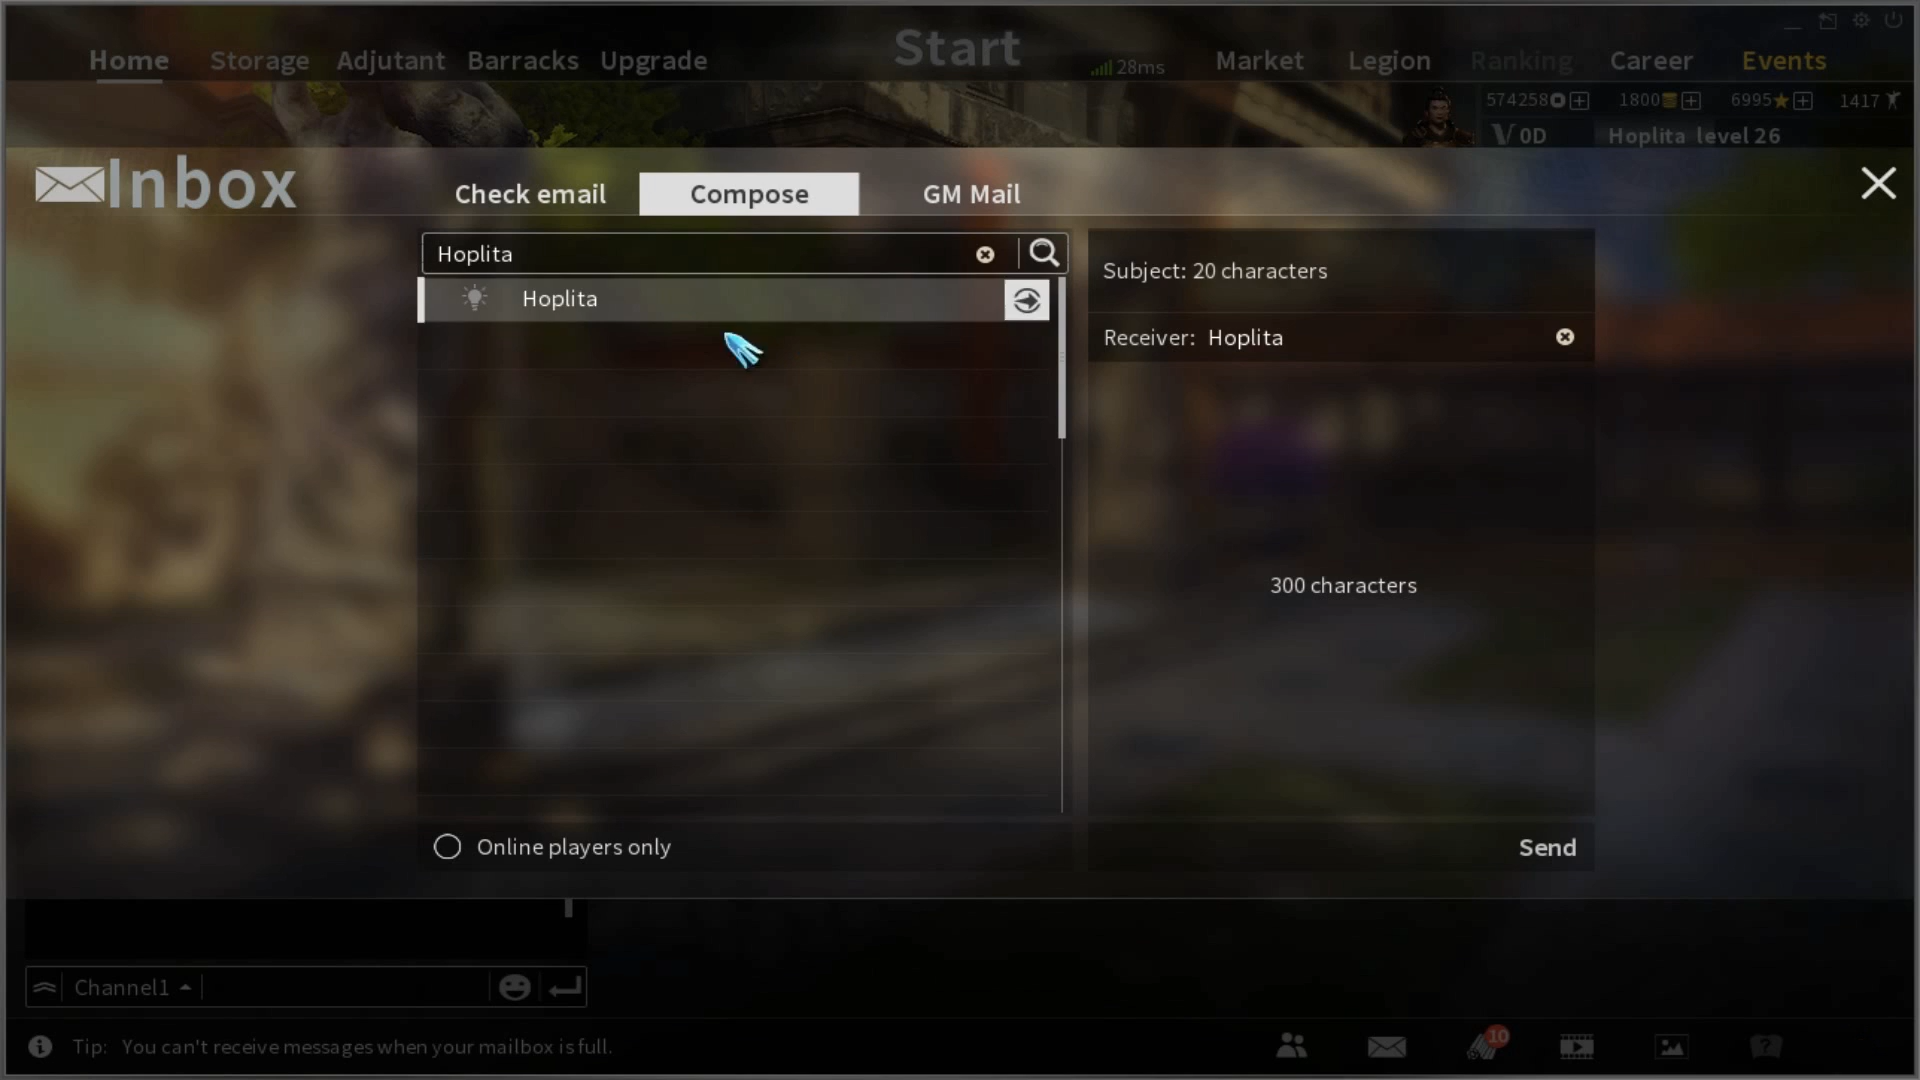 Home Storage Adjutant Barracks Upgrade Start 28ms Market Legion Ranking Career Events
574258 1800 6995 1417
0D Hoplita level 26
Inbox Check email Compose GM Mail
Hoplita
Hoplita
Subject: 20 characters
Receiver: Hoplita
300 characters
Online players only
Send
Channel1
Tip: You can't receive messages when your mailbox is full.
10